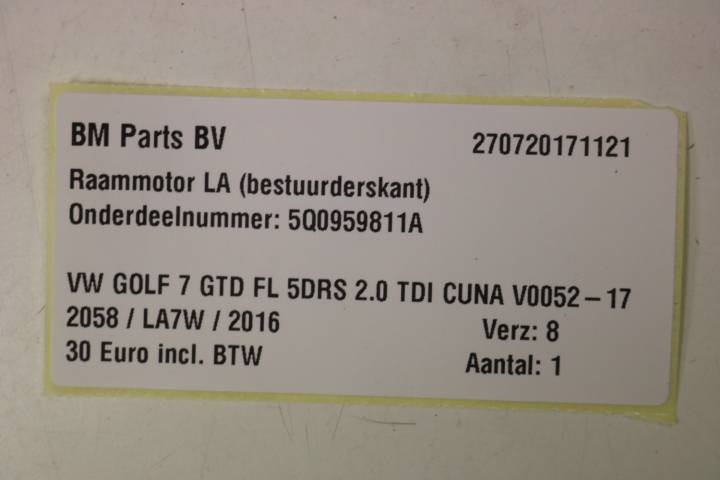 BM Parts BV 270720171121
Raammotor LA (bestuurderskant)
Onderdeelnummer: 5Q0959811A
VW GOLF 7 GTD FL 5DRS 2.0 TDI CUNA V0052-17
2058 / LA7W / 2016 Verz: 8
30 Euro incl. BTW Aantal: 1